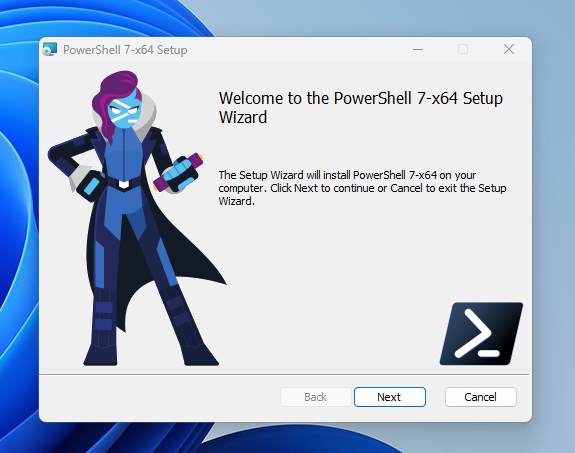 PowerShell 7-x64 Setup
Welcome to the PowerShell 7-x64 Setup
Wizard
The Setup Wizard will install PowerShell 7-x64 on your
computer. Click Next to continue or Cancel to exit the Setup
Wizard.
Back
Next
Cancel